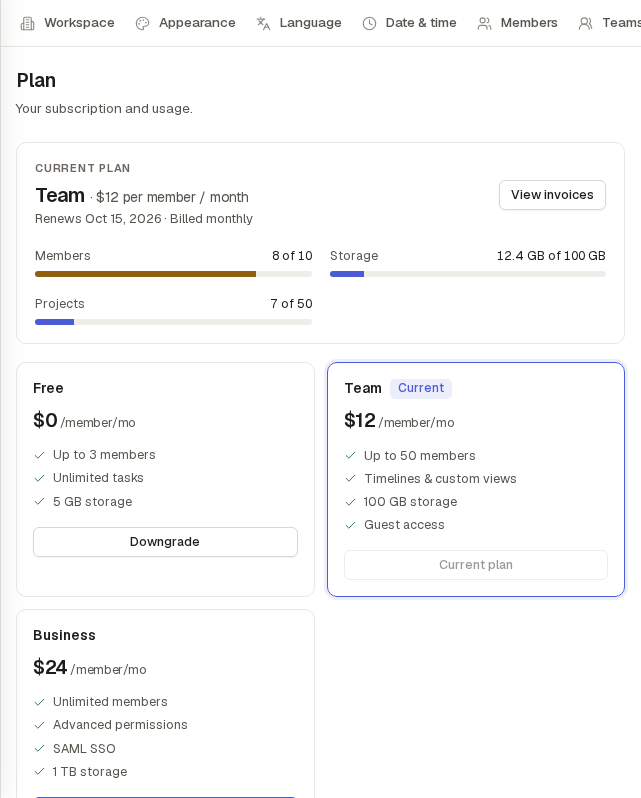 Workspace Appearance Language Date & time Members Teams
Plan
Your subscription and usage.
CURRENT PLAN
Team · $12 per member / month
View invoices
Renews Oct 15, 2026 · Billed monthly
Members 8 of 10
Storage 12.4 GB of 100 GB
Projects 7 of 50
Free
$0 /member/mo
Up to 3 members
Unlimited tasks
5 GB storage
Downgrade
Team Current
$12 /member/mo
Up to 50 members
Timelines & custom views
100 GB storage
Guest access
Current plan
Business
$24 /member/mo
Unlimited members
Advanced permissions
SAML SSO
1 TB storage